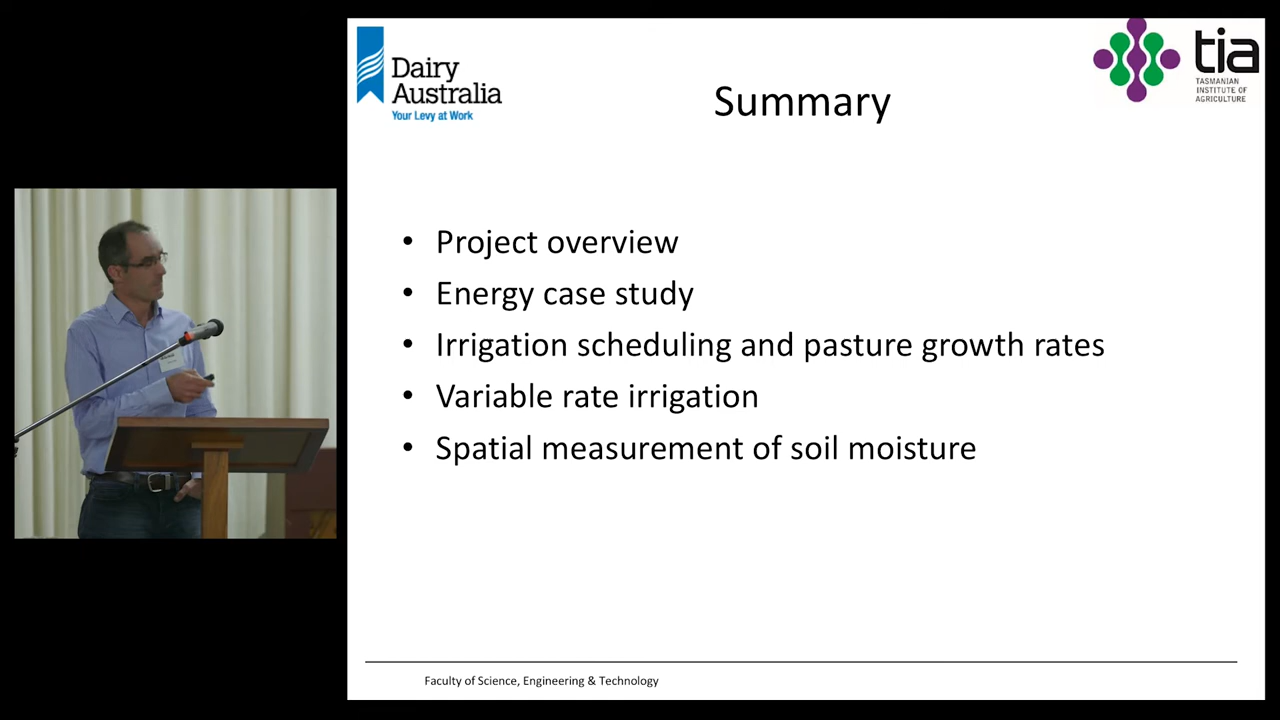 Dairy
Australia
Your Levy at Work
tia
TASMANIAN
INSTITUTE OF
AGRICULTURE
Summary
• Project overview
• Energy case study
• Irrigation scheduling and pasture growth rates
• Variable rate irrigation
• Spatial measurement of soil moisture
Faculty of Science, Engineering & Technology